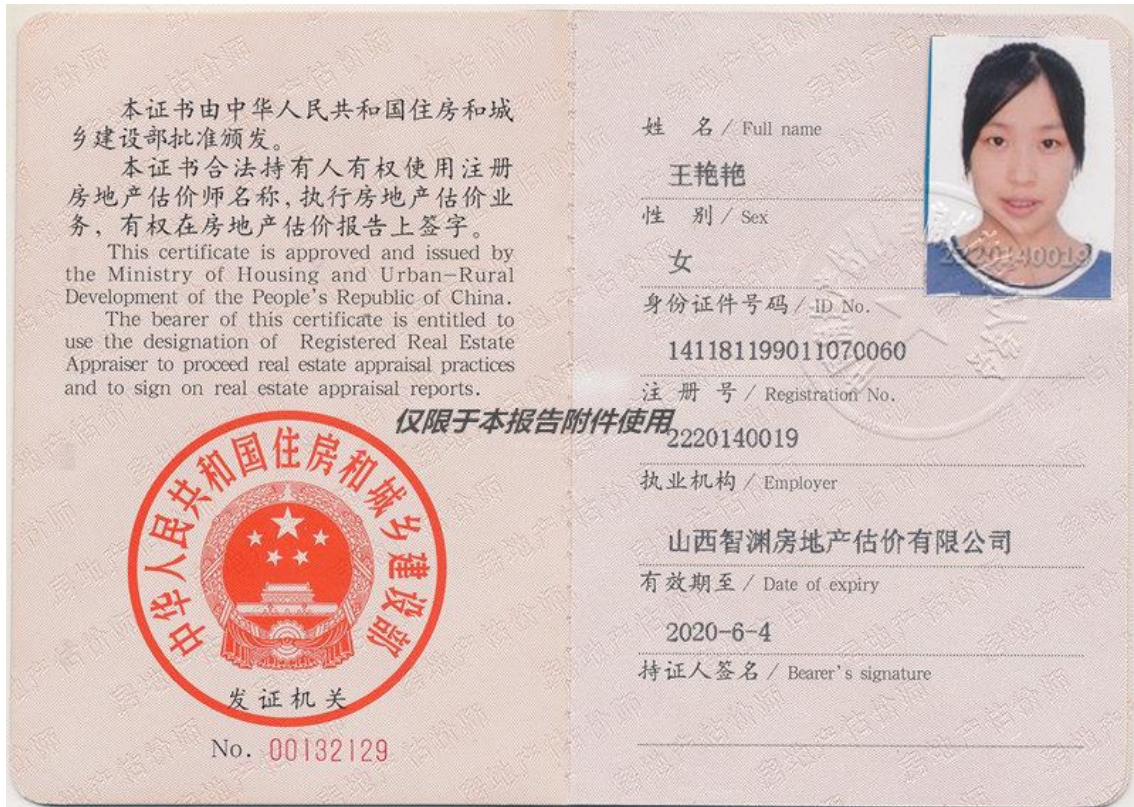 本证书由中华人民共和国住房和城
乡建设部批准颁发。
本证书合法持有人有权使用注册
房地产估价师名称,执行房地产估价业
务,有权在房地产估价报告上签字。
This certificate is approved and issued by
the Ministry of Housing and Urban-Rural
Development of the People's Republic of China.
The bearer of this certificate is entitled to
use the designation of Registered Real Estate
Appraiser to proceed real estate appraisal practices
and to sign on real estate appraisal reports.
仅限于本报告附件使用
中华人民共和国住房和城乡建设部
发证机关
No. 00132129
姓 名 / Full name
王艳艳
性 别 / Sex
女
身份证件号码 / ID No.
141181199011070060
注 册 号 / Registration No.
2220140019
执业机构 / Employer
山西智渊房地产估价有限公司
有效期至 / Date of expiry
2020-6-4
持证人签名 / Bearer's signature
2220140019